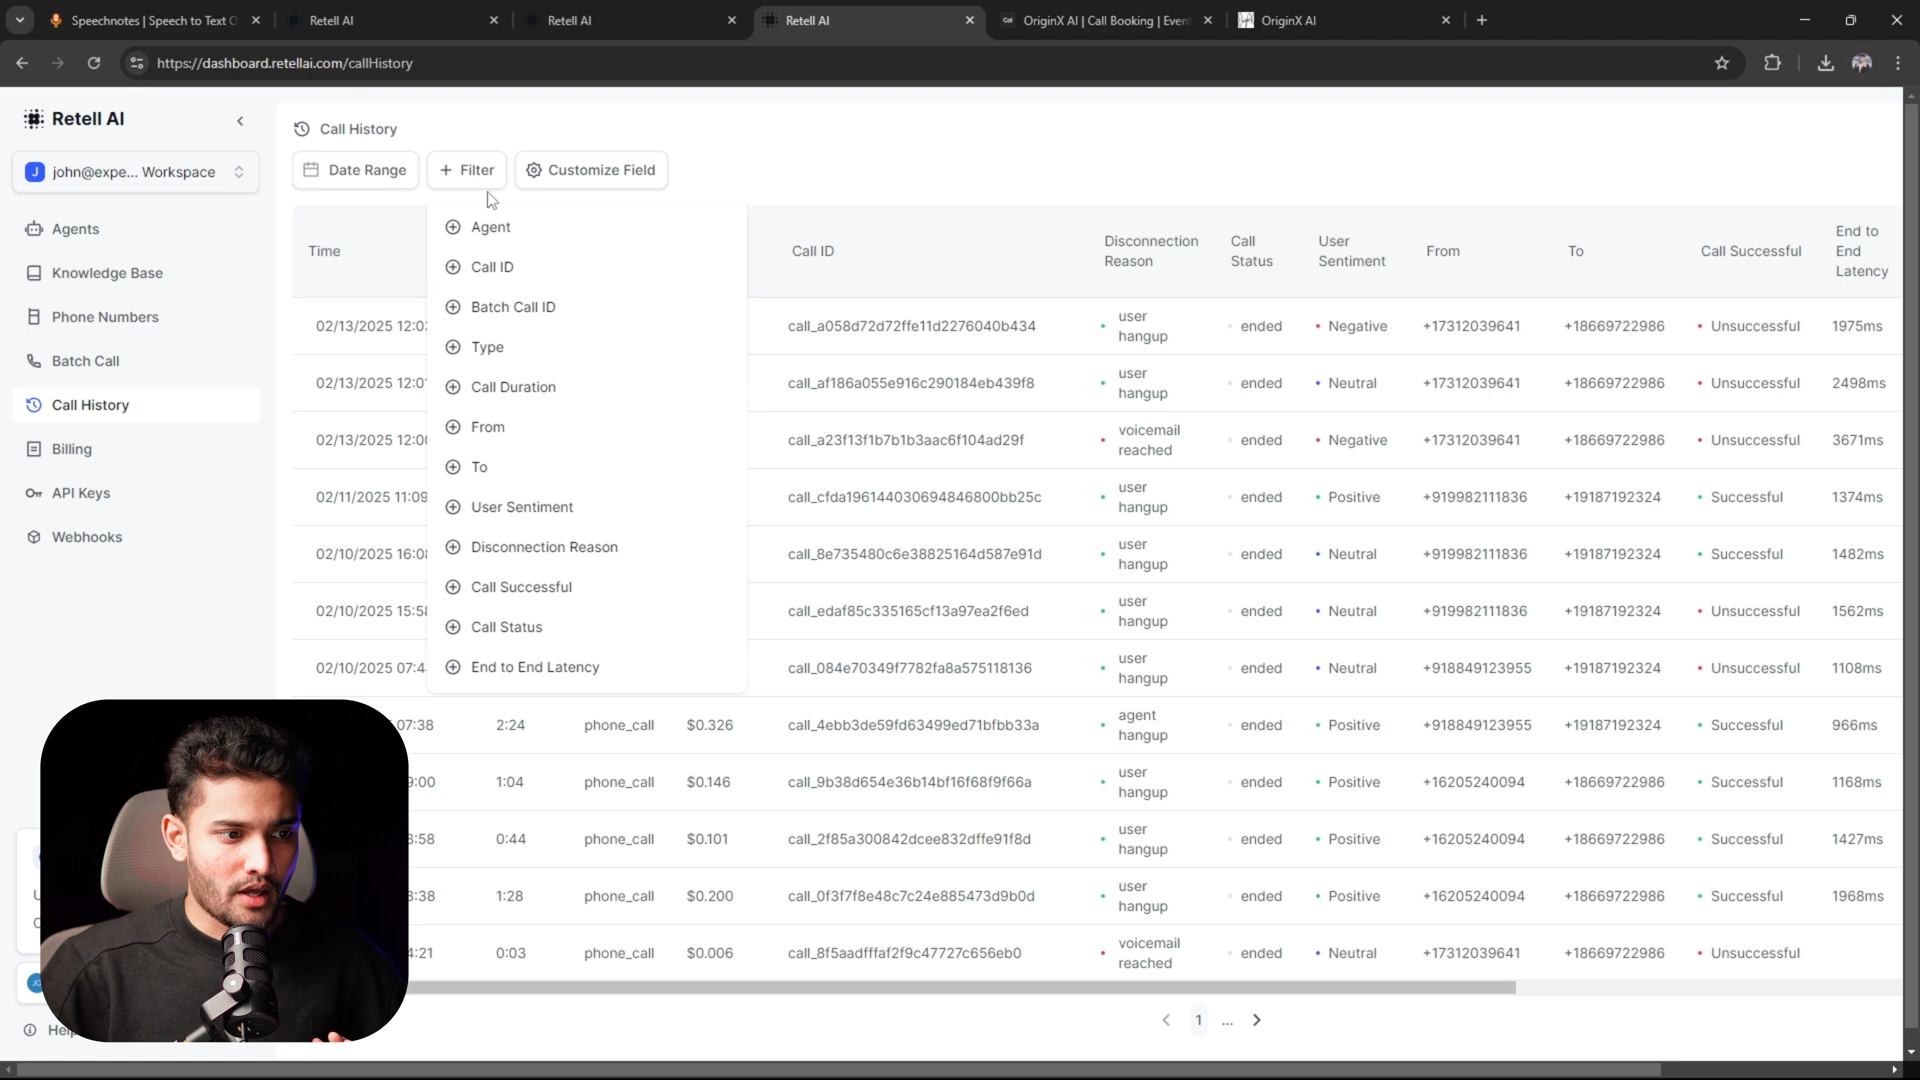 Speechnotes | Speech to Text O
Retell AI
Retell AI
Retell AI
OriginX AI | Call Booking | Even
OriginX AI
https://dashboard.retellai.com/callHistory
Retell AI
J john@expe... Workspace
Agents
Knowledge Base
Phone Numbers
Batch Call
Call History
Billing
API Keys
Webhooks
Call History
Date Range
+ Filter
Customize Field
Agent
Call ID
Batch Call ID
Type
Call Duration
From
To
User Sentiment
Disconnection Reason
Call Successful
Call Status
End to End Latency
Time Call ID Disconnection Reason Call Status User Sentiment From To Call Successful End to End Latency
02/13/2025 12:03 call_a058d72d72ffe11d2276040b434 user hangup ended Negative +17312039641 +18669722986 Unsuccessful 1975ms
02/13/2025 12:01 call_af186a055e916c290184eb439f8 user hangup ended Neutral +17312039641 +18669722986 Unsuccessful 2498ms
02/13/2025 12:00 call_a23f13f1b7b1b3aac6f104ad29f voicemail reached ended Negative +17312039641 +18669722986 Unsuccessful 3671ms
02/11/2025 11:09 call_cfda196144030694846800bb25c user hangup ended Positive +919982111836 +19187192324 Successful 1374ms
02/10/2025 16:08 call_8e735480c6e38825164d587e91d user hangup ended Neutral +919982111836 +19187192324 Successful 1482ms
02/10/2025 15:58 call_edaf85c335165cf13a97ea2f6ed user hangup ended Neutral +919982111836 +19187192324 Unsuccessful 1562ms
02/10/2025 07:4 call_084e70349f7782fa8a575118136 user hangup ended Neutral +918849123955 +19187192324 Unsuccessful 1108ms
07:38 2:24 phone_call $0.326 call_4ebb3de59fd63499ed71bfbb33a agent hangup ended Positive +918849123955 +19187192324 Successful 966ms
9:00 1:04 phone_call $0.146 call_9b38d654e36b14bf16f68f9f66a user hangup ended Positive +16205240094 +18669722986 Successful 1168ms
8:58 0:44 phone_call $0.101 call_2f85a300842dcee832dffe91f8d user hangup ended Positive +16205240094 +18669722986 Successful 1427ms
3:38 1:28 phone_call $0.200 call_0f3f7f8e48c7c24e885473d9b0d user hangup ended Positive +16205240094 +18669722986 Successful 1968ms
4:21 0:03 phone_call $0.006 call_8f5aadfffaf2f9c47727c656eb0 voicemail reached ended Neutral +17312039641 +18669722986 Unsuccessful
1 ...